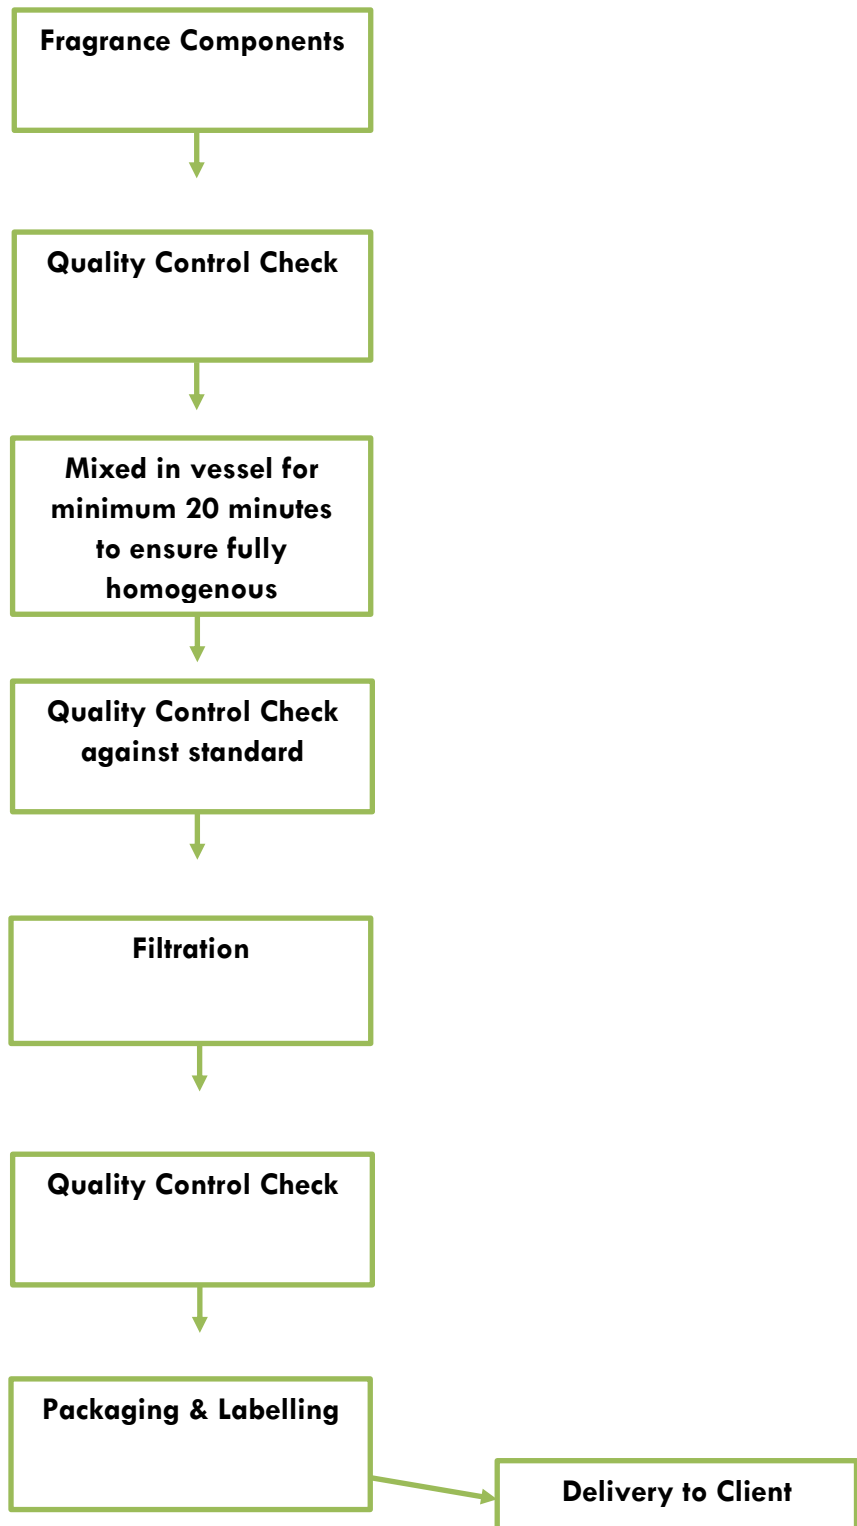 Fragrance Components
Quality Control Check
Mixed in vessel for
minimum 20 minutes
to ensure fully
homogenous
Quality Control Check
against standard
Filtration
Quality Control Check
Packaging & Labelling
Delivery to Client